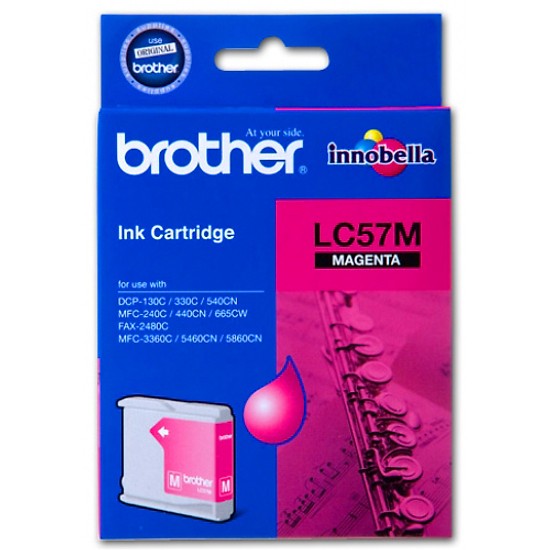 use
ORIGINAL
brother
At your side.
brother®
innobella
Ink Cartridge
LC57M
MAGENTA
for use with
DCP-130C / 330C / 540CN
MFC-240C / 440CN / 665CW
FAX-2480C
MFC-3360C / 5460CN / 5860CN
M brother